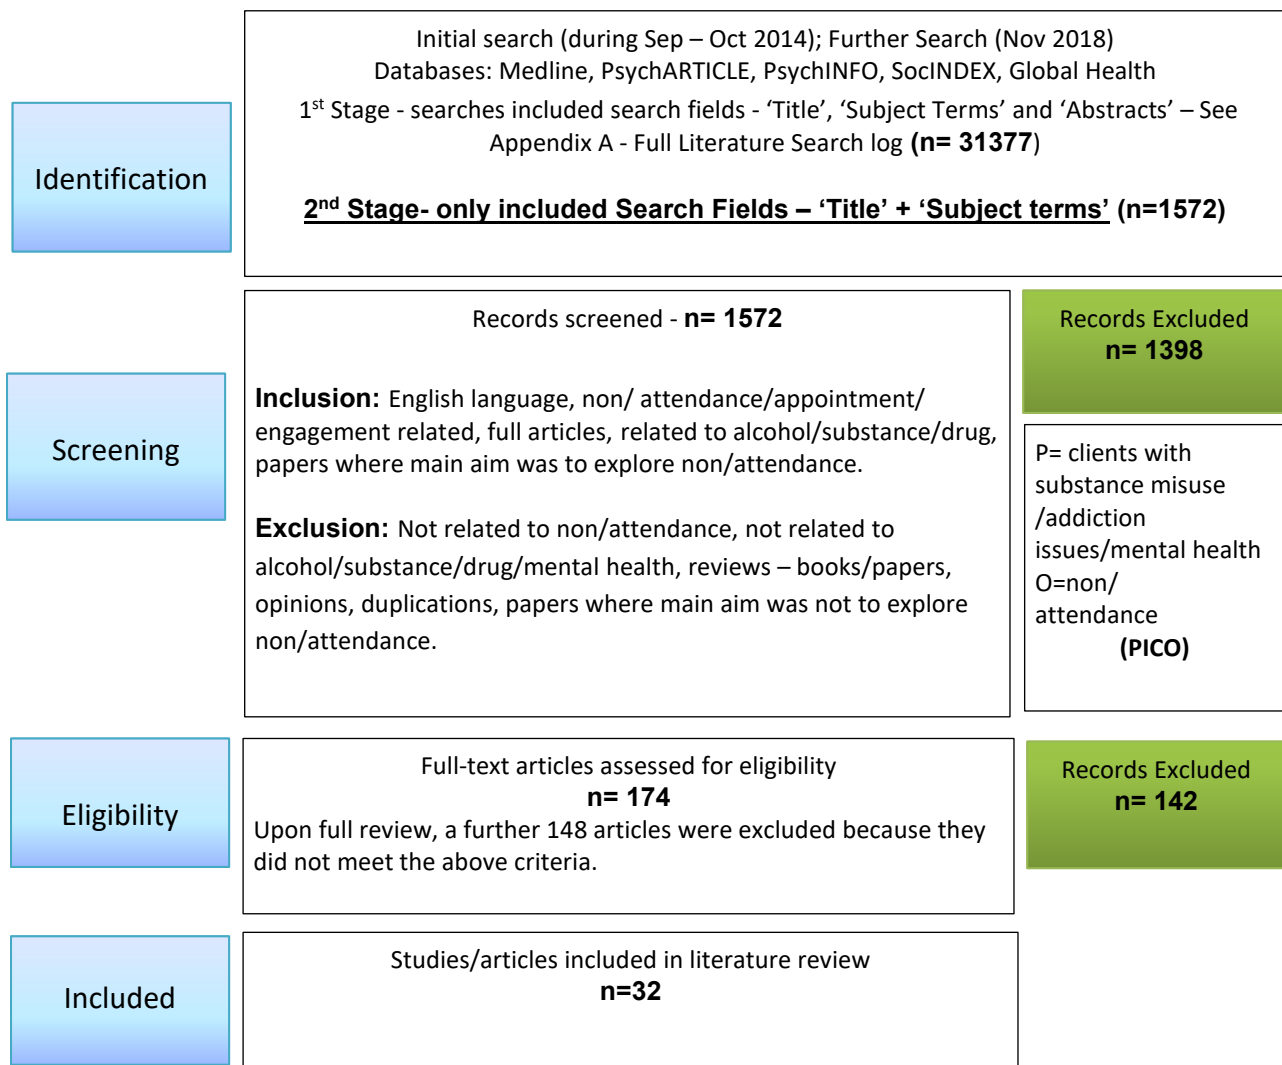 Initial search (during Sep – Oct 2014); Further Search (Nov 2018)
Databases: Medline, PsychARTICLE, PsychINFO, SocINDEX, Global Health
1st Stage - searches included search fields - ‘Title’, ‘Subject Terms’ and ‘Abstracts’ – See
Appendix A - Full Literature Search log (n= 31377)
Identification
2nd Stage- only included Search Fields – ‘Title’ + ‘Subject terms’ (n=1572)
Records screened - n= 1572
Inclusion: English language, non/ attendance/appointment/
engagement related, full articles, related to alcohol/substance/drug,
papers where main aim was to explore non/attendance.
Screening
Exclusion: Not related to non/attendance, not related to
alcohol/substance/drug/mental health, reviews – books/papers,
opinions, duplications, papers where main aim was not to explore
non/attendance.
Records Excluded
n= 1398
P= clients with
substance misuse
/addiction
issues/mental health
O=non/
attendance
(PICO)
Eligibility
Full-text articles assessed for eligibility
n= 174
Upon full review, a further 148 articles were excluded because they
did not meet the above criteria.
Records Excluded
n= 142
Included
Studies/articles included in literature review
n=32